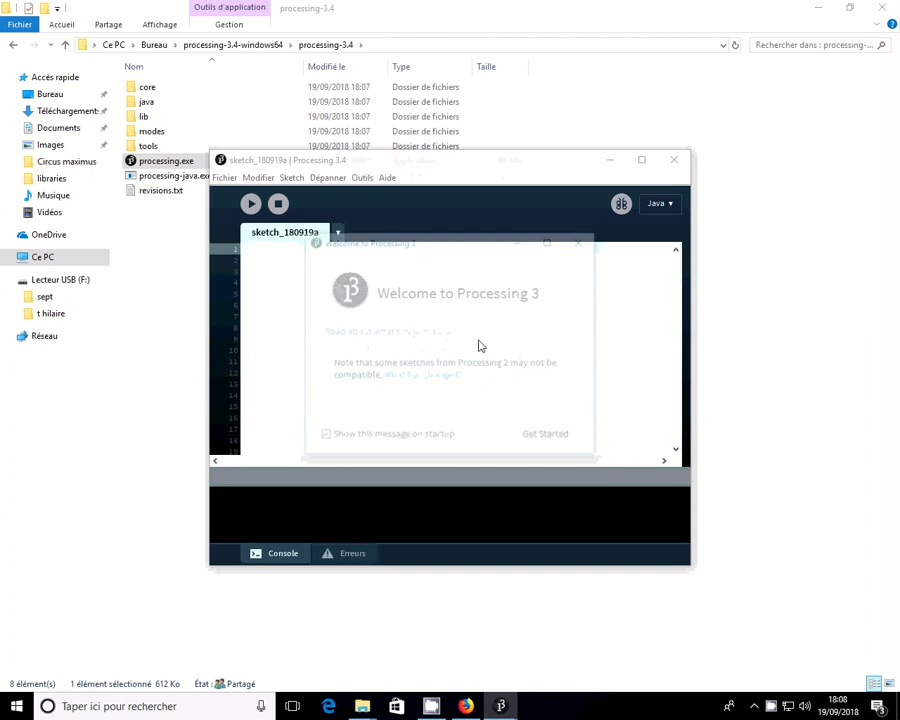 Outils d'application
processing-3.4
Fichier
Accueil
Partage
Affichage
Gestion
Ce PC
Bureau
processing-3.4-windows64
processing-3.4
Rechercher dans : processing-...
Nom
Modifié le
Type
Taille
Accès rapide
Bureau
Téléchargement
Documents
Images
Circus maximus
libraries
Musique
Vidéos
OneDrive
Ce PC
Lecteur USB (F:)
sept
t hilaire
Réseau
core 19/09/2018 18:07 Dossier de fichiers
java 19/09/2018 18:07 Dossier de fichiers
lib 19/09/2018 18:07 Dossier de fichiers
modes 19/09/2018 18:07 Dossier de fichiers
tools 19/09/2018 18:07 Dossier de fichiers
processing.exe
processing-java.exe
revisions.txt
sketch_180919a | Processing 3.4
Fichier Modifier Sketch Dépanner Outils Aide
Java
sketch_180919a
1
2
3
4
5
6
7
8
9
10
11
12
13
14
15
16
17
18
19
Welcome to Processing 3
Welcome to Processing 3
Note that some sketches from Processing 2 may not be
compatible.
Show this message on startup
Get Started
Console
Erreurs
8 élément(s)
1 élément sélectionné 612 Ko
État :
Partagé
Taper ici pour rechercher
18:08
19/09/2018
3